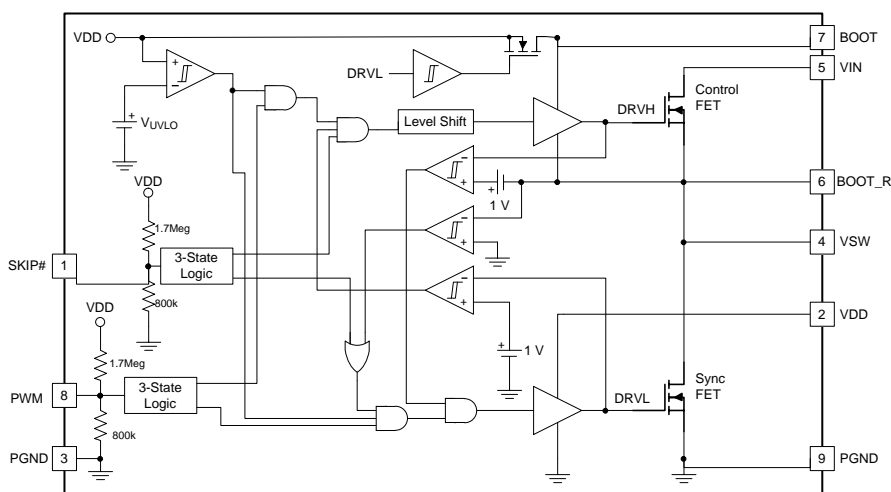 VDD
7
BOOT
DRVL
5
VIN
+
−
Control
FET
DRVH
Level Shift
+
VUVLO
−
+
+
1 V
6
BOOT_R
VDD
1.7Meg
−
+
4
VSW
SKIP#
1
3-State
Logic
800k
−
+
VDD
2
VDD
+
1 V
1.7Meg
Sync
FET
PWM
8
3-State
Logic
DRVL
800k
PGND
3
9
PGND